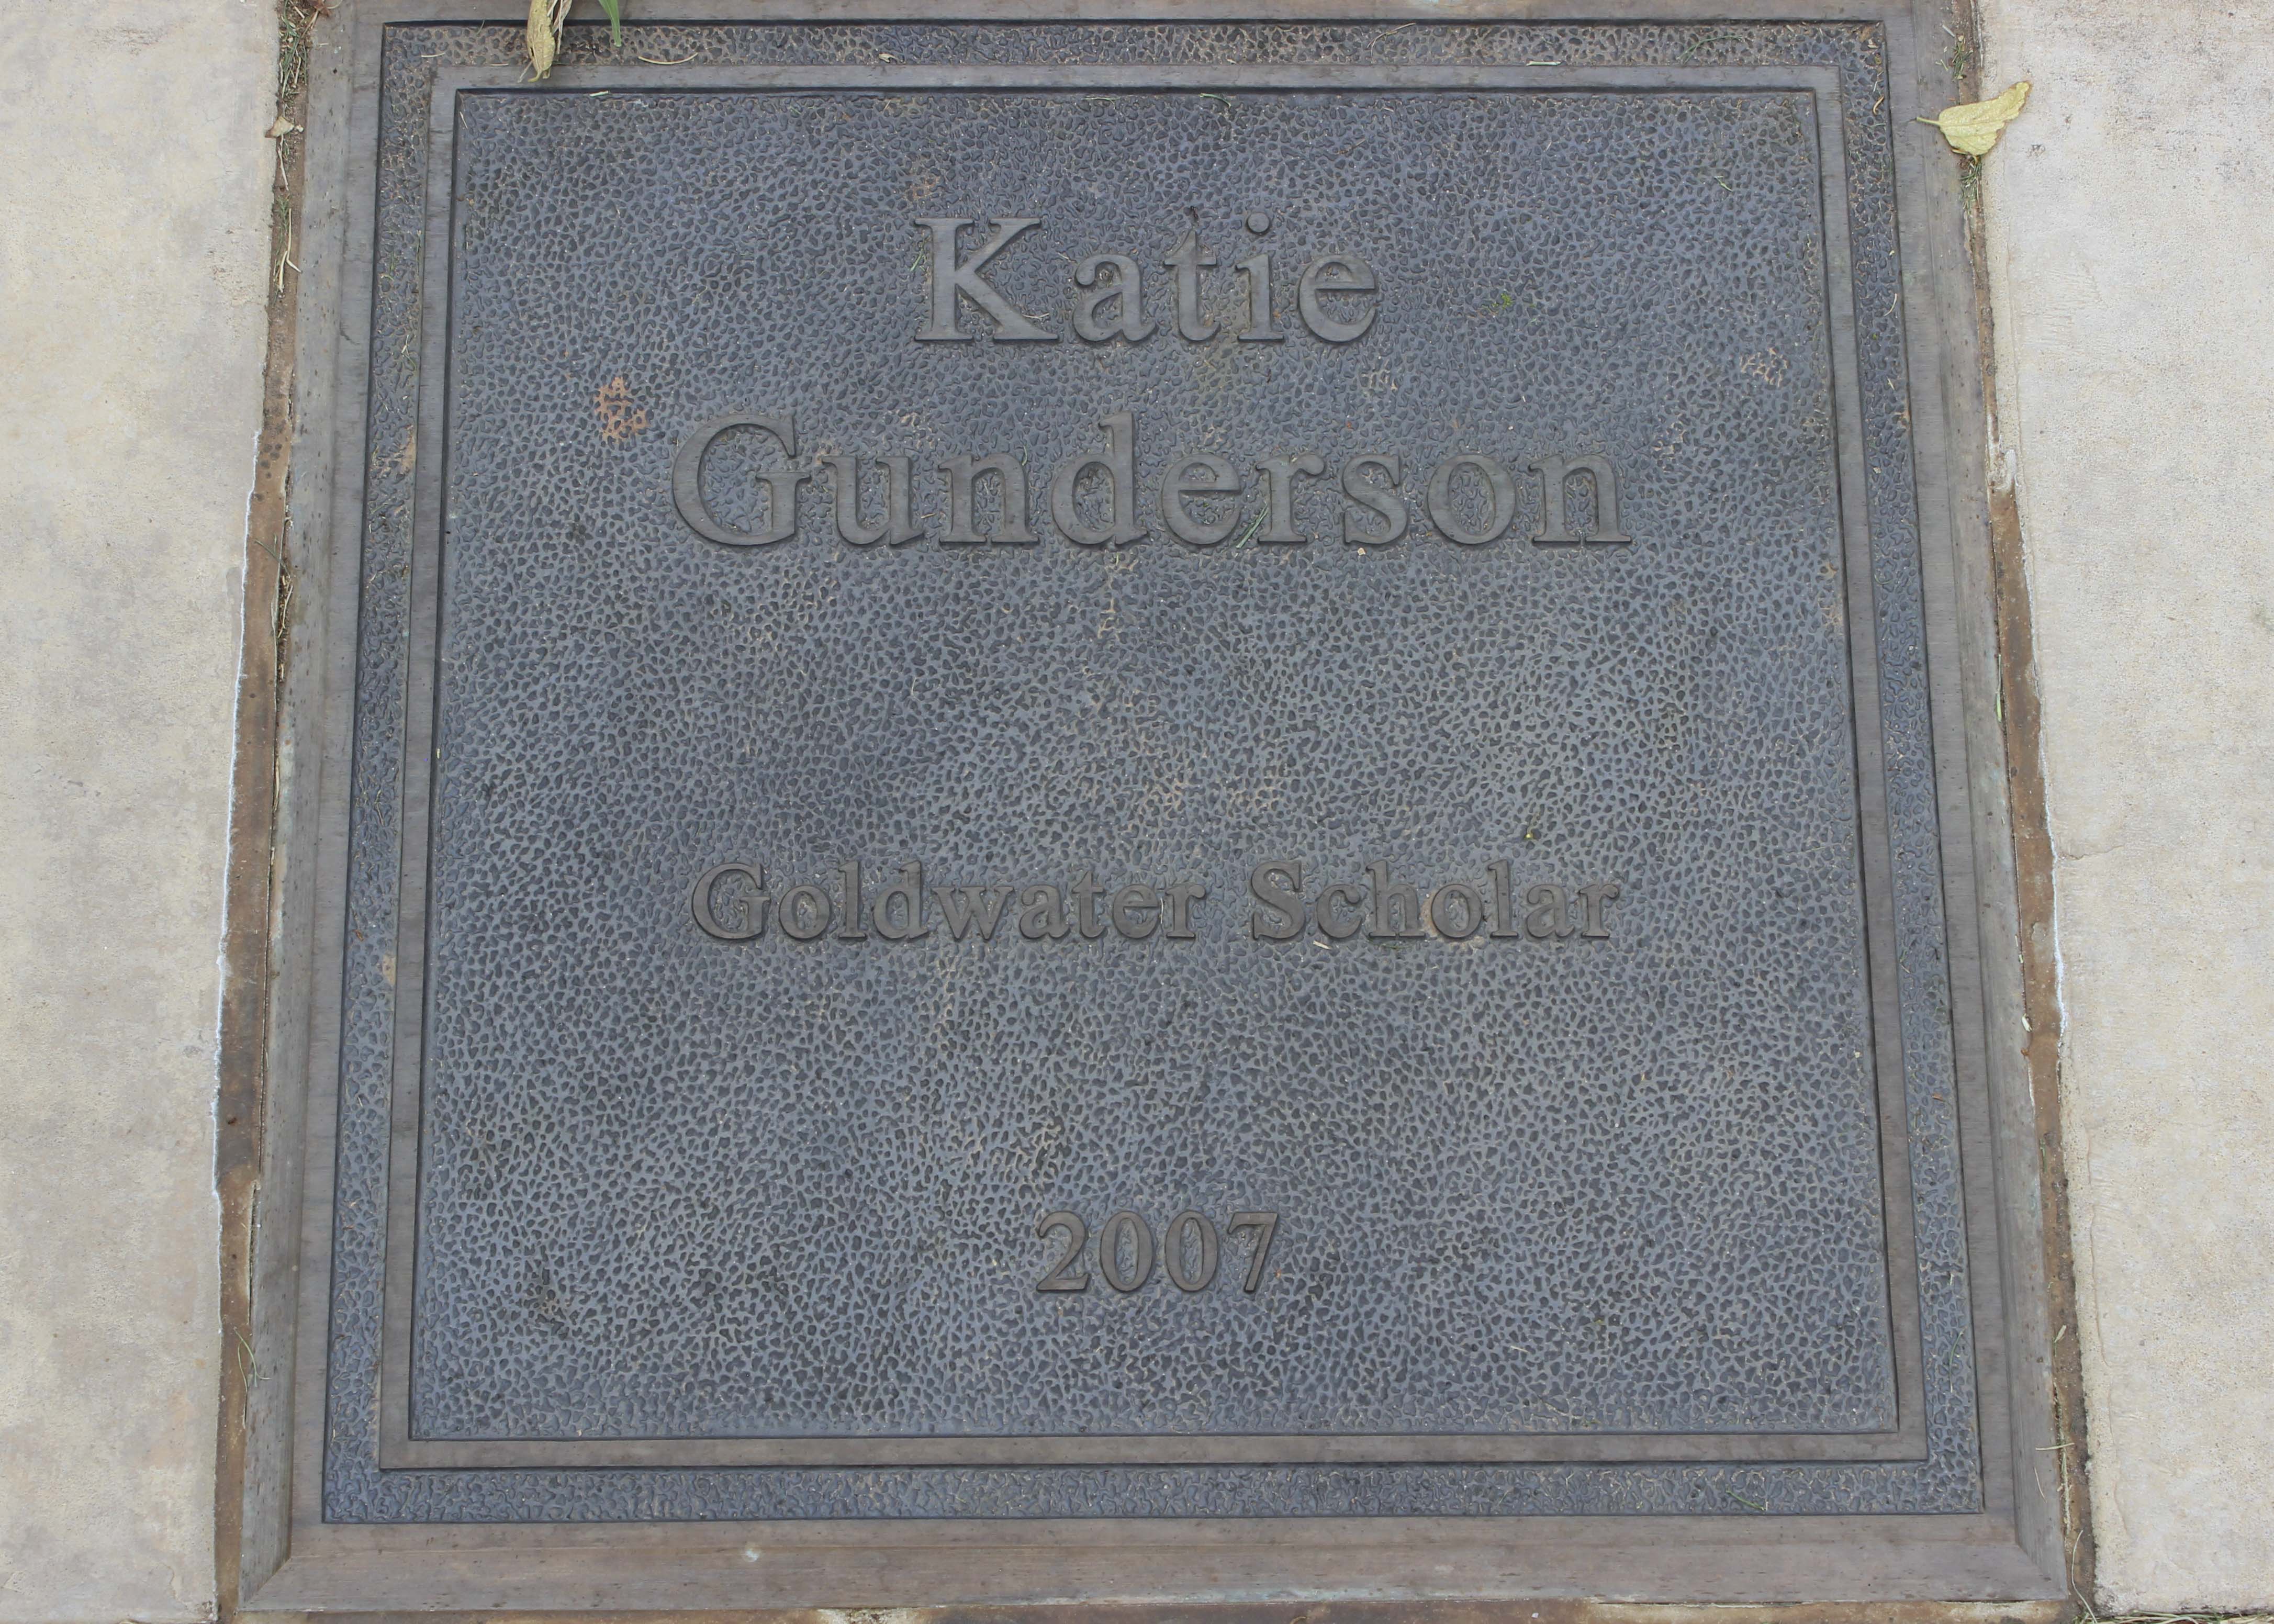 Katie
Gunderson
Goldwater Scholar
2007